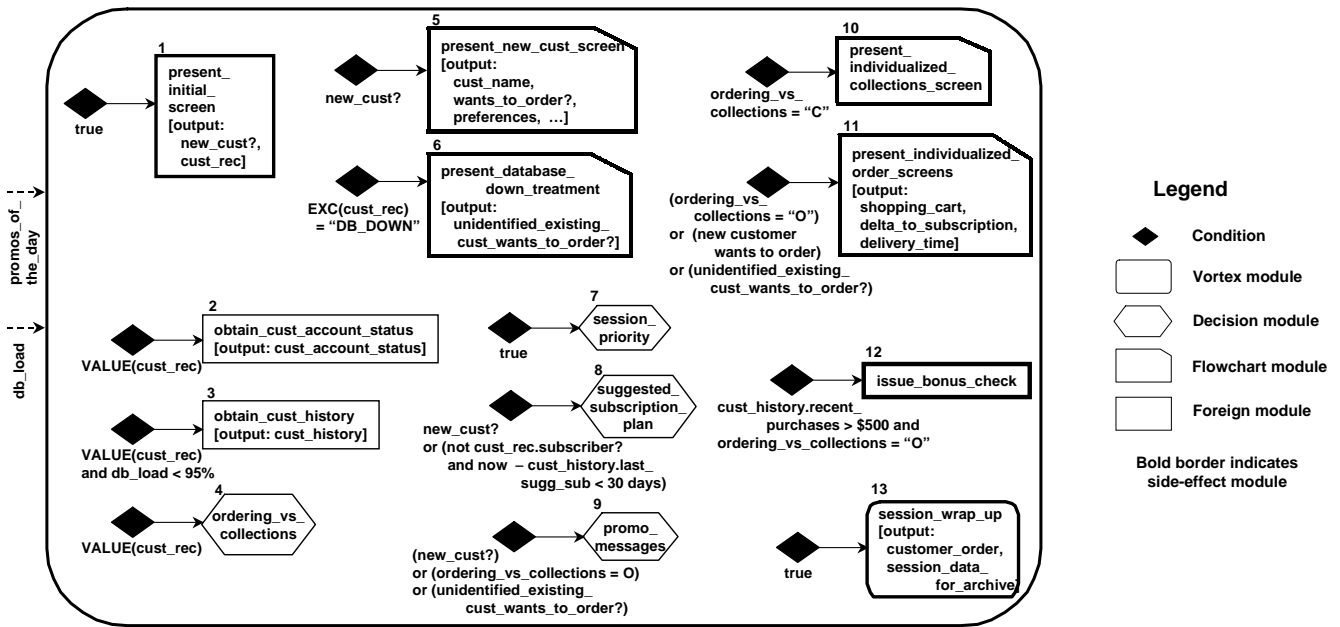 1
present_
initial_
screen
[output:
new_cust?,
cust_rec]
true
5
present_new_cust_screen
[output:
cust_name,
wants_to_order?,
preferences, …]
new_cust?
6
present_database_
down_treatment
[output:
unidentified_existing_
cust_wants_to_order?]
EXC(cust_rec)
= “DB_DOWN”
10
present_
individualized_
collections_screen
ordering_vs_
collections = “C”
11
present_individualized_
order_screens
[output:
shopping_cart,
delta_to_subscription,
delivery_time]
(ordering_vs_
collections = “O”)
or (new customer
wants to order)
or (unidentified_existing_
cust_wants_to_order?)
promos_of_
the_day
db_load
2
obtain_cust_account_status
[output: cust_account_status]
VALUE(cust_rec)
3
obtain_cust_history
[output: cust_history]
VALUE(cust_rec)
and db_load < 95%
4
ordering_vs_
collections
VALUE(cust_rec)
7
session_
priority
true
8
suggested_
subscription_
plan
new_cust?
or (not cust_rec.subscriber?
and now – cust_history.last_
sugg_sub < 30 days)
9
promo_
messages
(new_cust?)
or (ordering_vs_collections = O)
or (unidentified_existing_
cust_wants_to_order?)
12
issue_bonus_check
cust_history.recent_
purchases > $500 and
ordering_vs_collections = “O”
13
session_wrap_up
[output:
customer_order,
session_data_
for_archive]
true
Legend
Condition
Vortex module
Decision module
Flowchart module
Foreign module
Bold border indicates
side-effect module